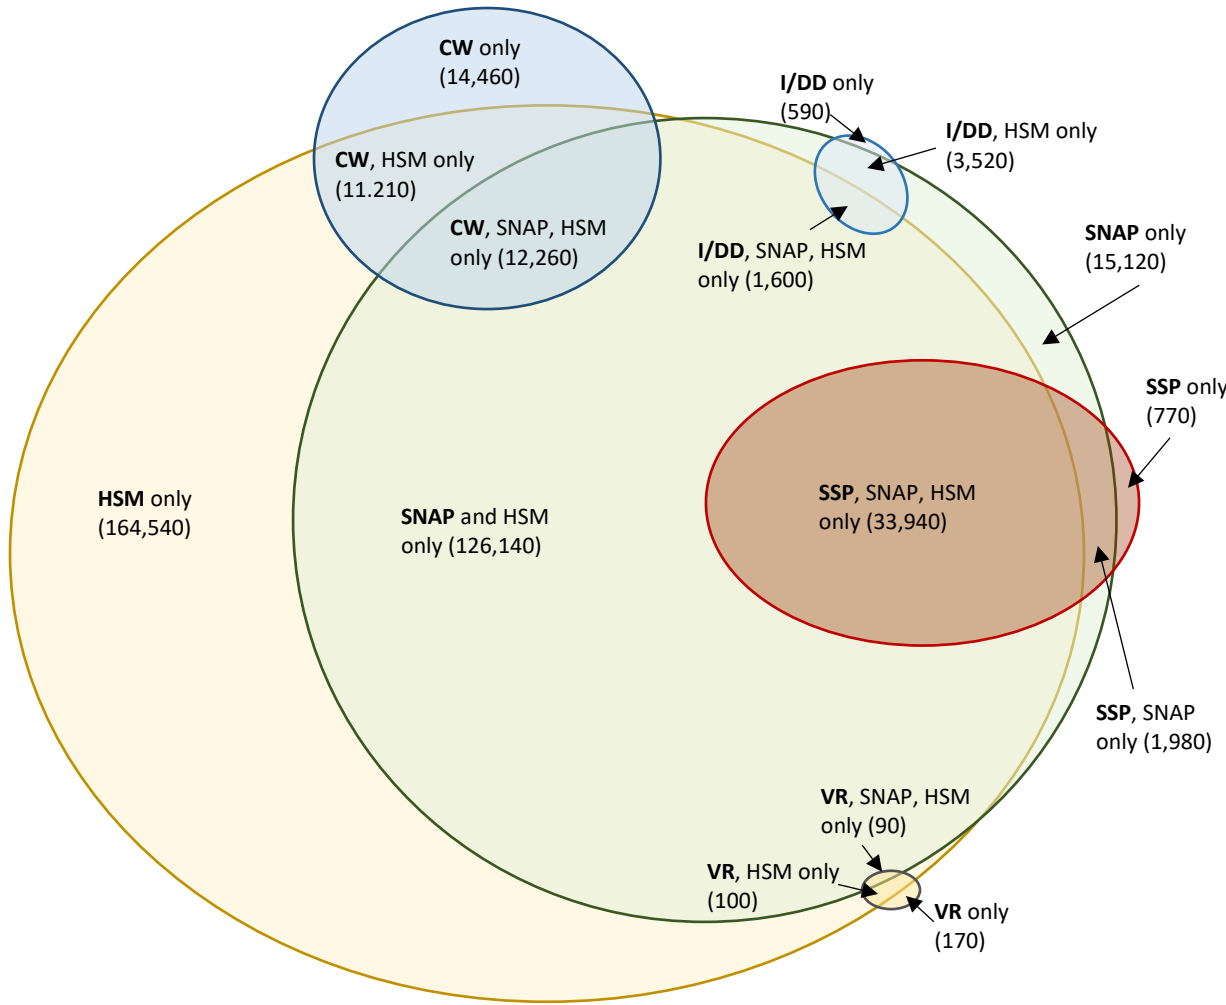 CW only
(14,460)
I/DD only
(590)
I/DD, HSM only
(3,520)
CW, HSM only
(11.210)
CW, SNAP, HSM
only (12,260)
I/DD, SNAP, HSM
only (1,600)
SNAP only
(15,120)
SSP only
(770)
HSM only
(164,540)
SNAP and HSM
only (126,140)
SSP, SNAP, HSM
only (33,940)
SSP, SNAP
only (1,980)
VR, SNAP, HSM
only (90)
VR, HSM only
(100)
VR only
(170)